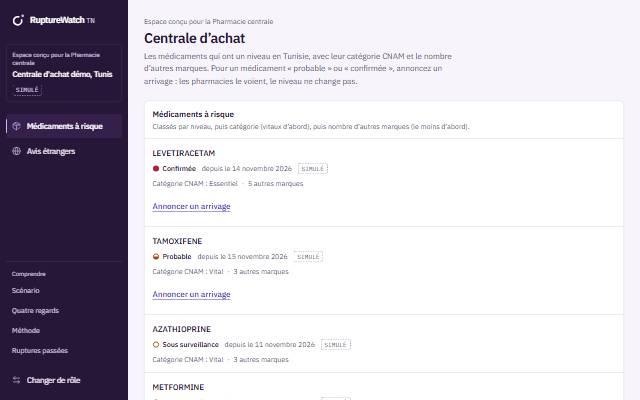 RuptureWatch TN
Espace conçu pour la Pharmacie
centrale
Centrale d'achat démo, Tunis
SIMULÉ
Médicaments à risque
Avis étrangers
Comprendre
Scénario
Quatre regards
Méthode
Ruptures passées
Changer de rôle
Espace conçu pour la Pharmacie centrale
Centrale d'achat
Les médicaments qui ont un niveau en Tunisie, avec leur catégorie CNAM et le nombre
d'autres marques. Pour un médicament « probable » ou « confirmée », annoncez un
arrivage : les pharmacies le voient, le niveau ne change pas.
Médicaments à risque
Classés par niveau, puis catégorie (vitaux d'abord), puis nombre d'autres marques (le moins d'abord).
LEVETIRACETAM
Confirmée depuis le 14 novembre 2026 SIMULÉ
Catégorie CNAM : Essentiel · 5 autres marques
Annoncer un arrivage
TAMOXIFENE
Probable depuis le 15 novembre 2026 SIMULÉ
Catégorie CNAM : Vital · 3 autres marques
Annoncer un arrivage
AZATHIOPRINE
Sous surveillance depuis le 11 novembre 2026 SIMULÉ
Catégorie CNAM : Vital · 3 autres marques
METFORMINE